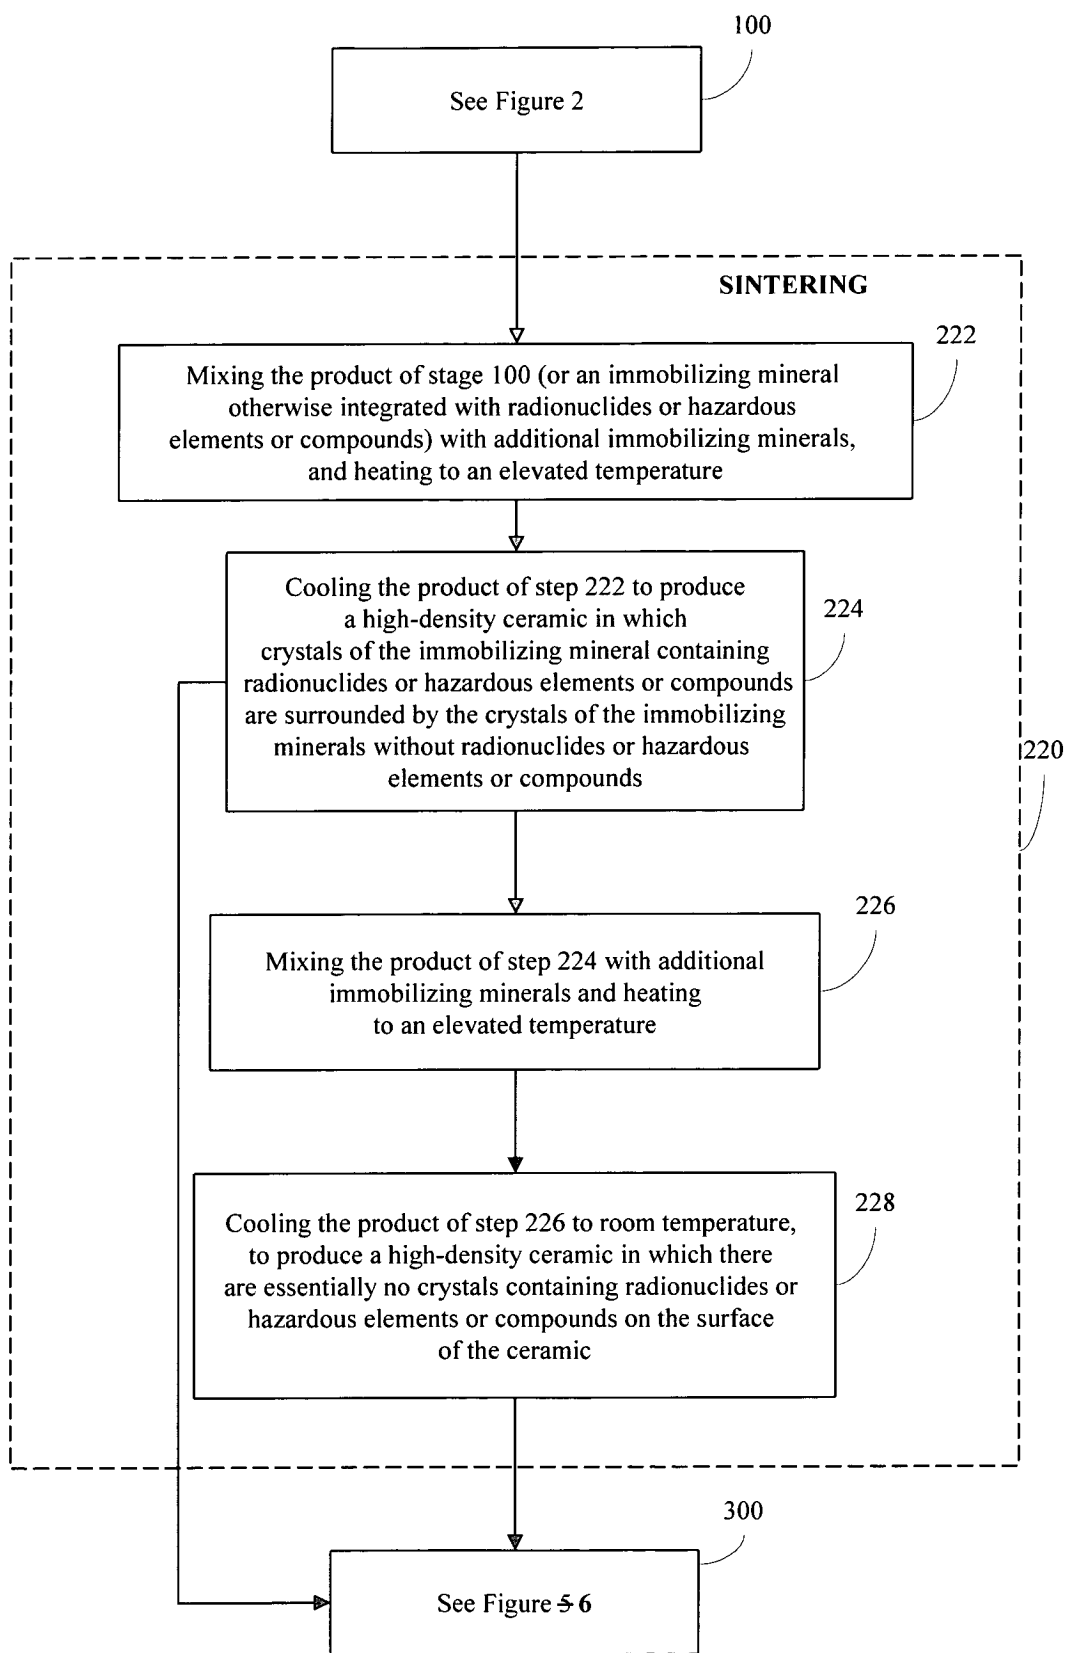 100
See Figure 2
SINTERING
222
Mixing the product of stage 100 (or an immobilizing mineral
otherwise integrated with radionuclides or hazardous
elements or compounds) with additional immobilizing minerals,
and heating to an elevated temperature
Cooling the product of step 222 to produce
a high-density ceramic in which
crystals of the immobilizing mineral containing
radionuclides or hazardous elements or compounds
are surrounded by the crystals of the immobilizing
minerals without radionuclides or hazardous
elements or compounds
224
220
226
Mixing the product of step 224 with additional
immobilizing minerals and heating
to an elevated temperature
228
Cooling the product of step 226 to room temperature,
to produce a high-density ceramic in which there
are essentially no crystals containing radionuclides or
hazardous elements or compounds on the surface
of the ceramic
300
See Figure 5 6